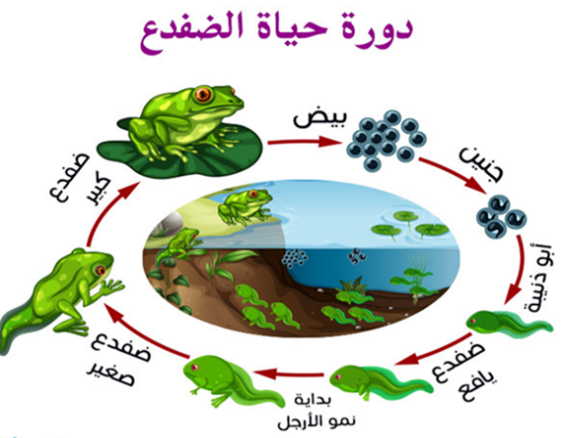 دورة حياة الضفدع
بيض
جنين
أبو ذنيبة
ضفدع
يافع
بداية
نمو الأرجل
ضفدع
صغير
ضفدع
كبير